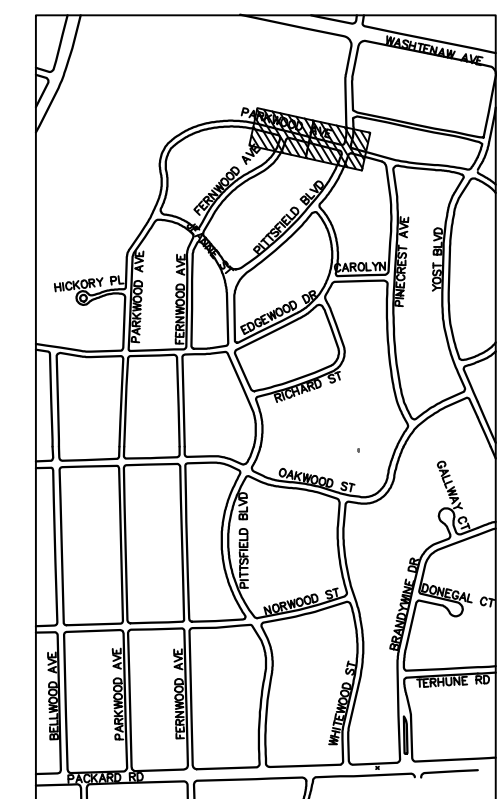 WASHTENAW AVE
PARKWOOD AVE
FERNWOOD AVE
PITTSFIELD BLVD
JEANNE ST
CAROLYN
PINECREST AVE
YOST BLVD
HICKORY PL
PARKWOOD AVE
FERNWOOD AVE
EDGEWOOD DR
RICHARD ST
OAKWOOD ST
GALLWAY CT
PITTSFIELD BLVD
NORWOOD ST
BRANDYWINE DR
DONEGAL CT
BELLWOOD AVE
PARKWOOD AVE
FERNWOOD AVE
WHITEWOOD ST
TERHUNE RD
PACKARD RD